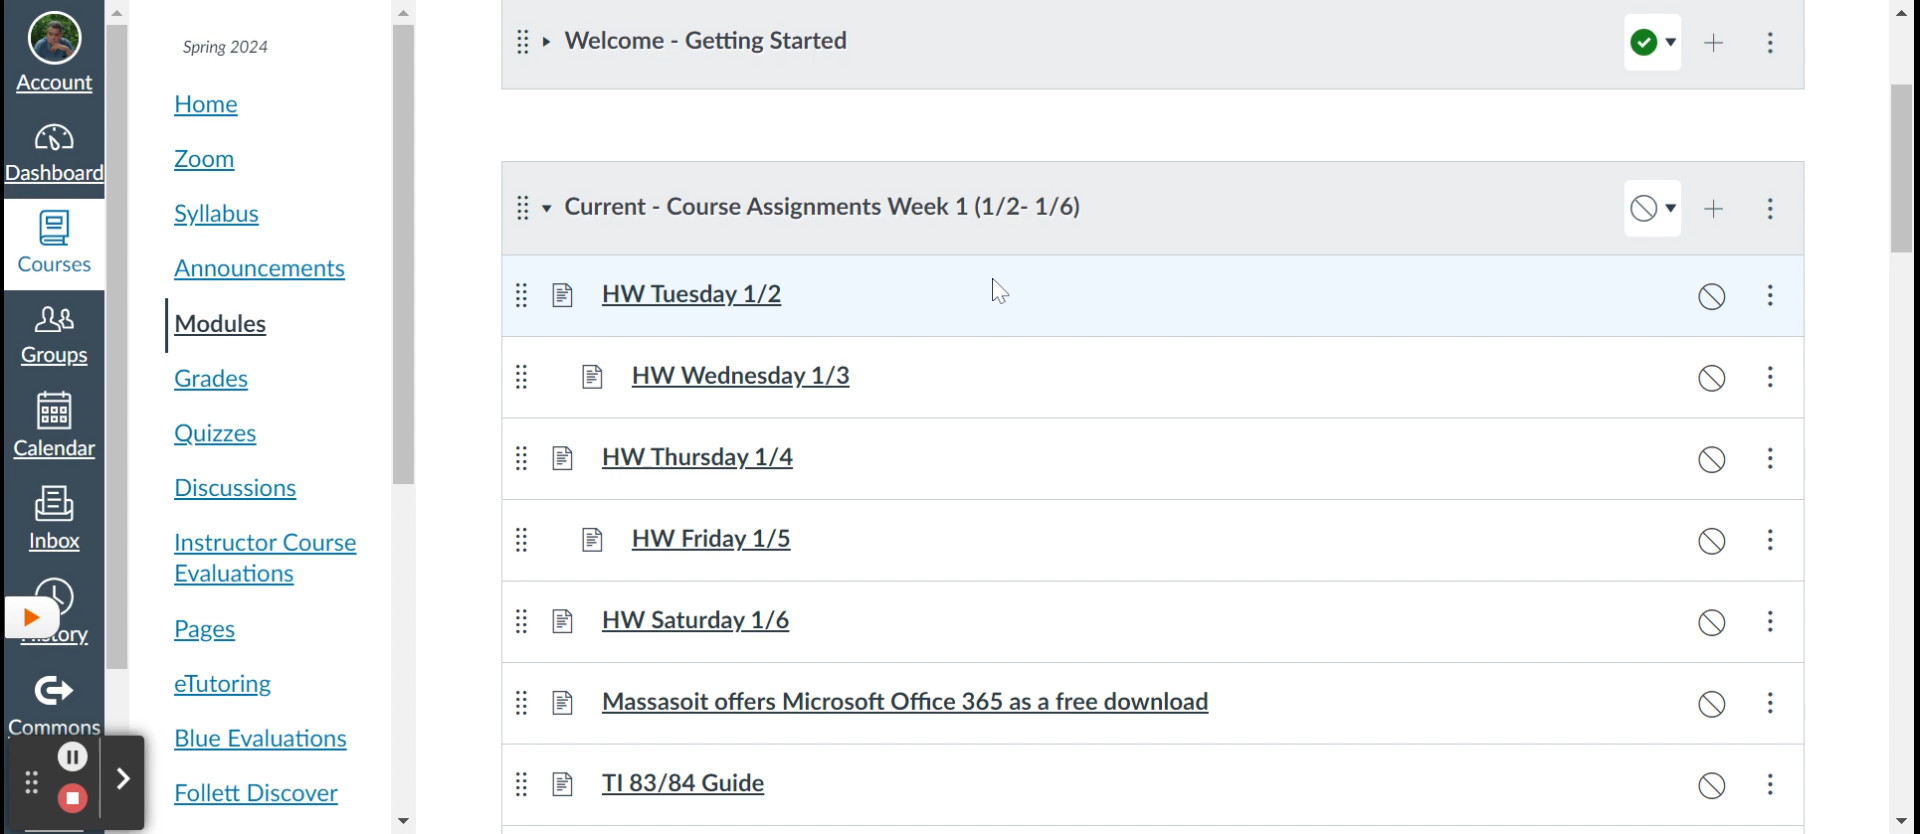 Account
Dashboard
Courses
Groups
Calendar
Inbox
Commons
Spring 2024
Home
Zoom
Syllabus
Announcements
Modules
Grades
Quizzes
Discussions
Instructor Course
Evaluations
Pages
eTutoring
Blue Evaluations
Follett Discover
Welcome - Getting Started
Current - Course Assignments Week 1 (1/2- 1/6)
HW Tuesday 1/2
HW Wednesday 1/3
HW Thursday 1/4
HW Friday 1/5
HW Saturday 1/6
Massasoit offers Microsoft Office 365 as a free download
TI 83/84 Guide